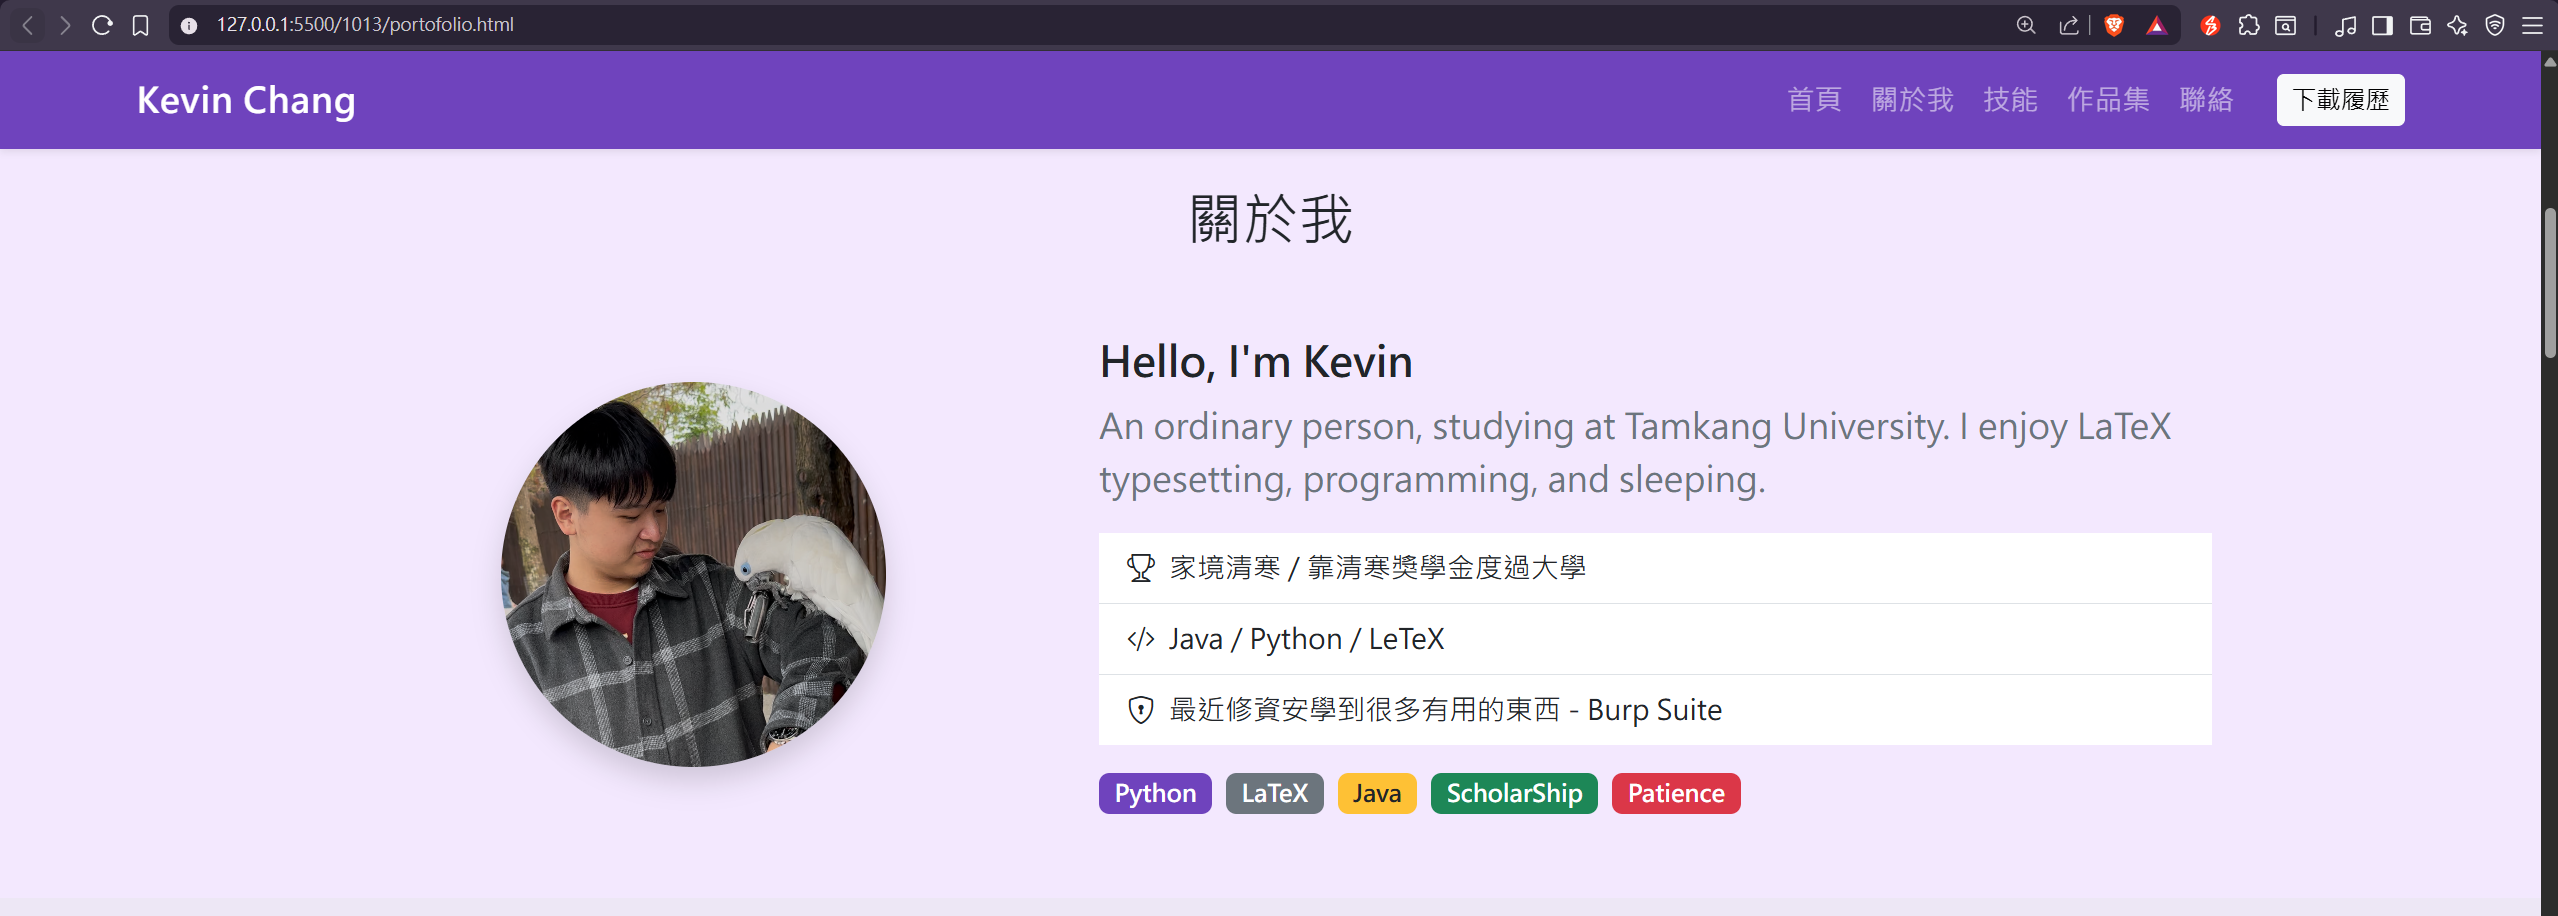 127.0.0.1:5500/1013/portofolio.html
Kevin Chang
首頁 關於我 技能 作品集 聯絡 下載履歷
關於我
Hello, I'm Kevin
An ordinary person, studying at Tamkang University. I enjoy LaTeX
typesetting, programming, and sleeping.
家境清寒 / 靠清寒獎學金度過大學
Java / Python / LeTeX
最近修資安學到很多有用的東西 - Burp Suite
Python LaTeX Java ScholarShip Patience